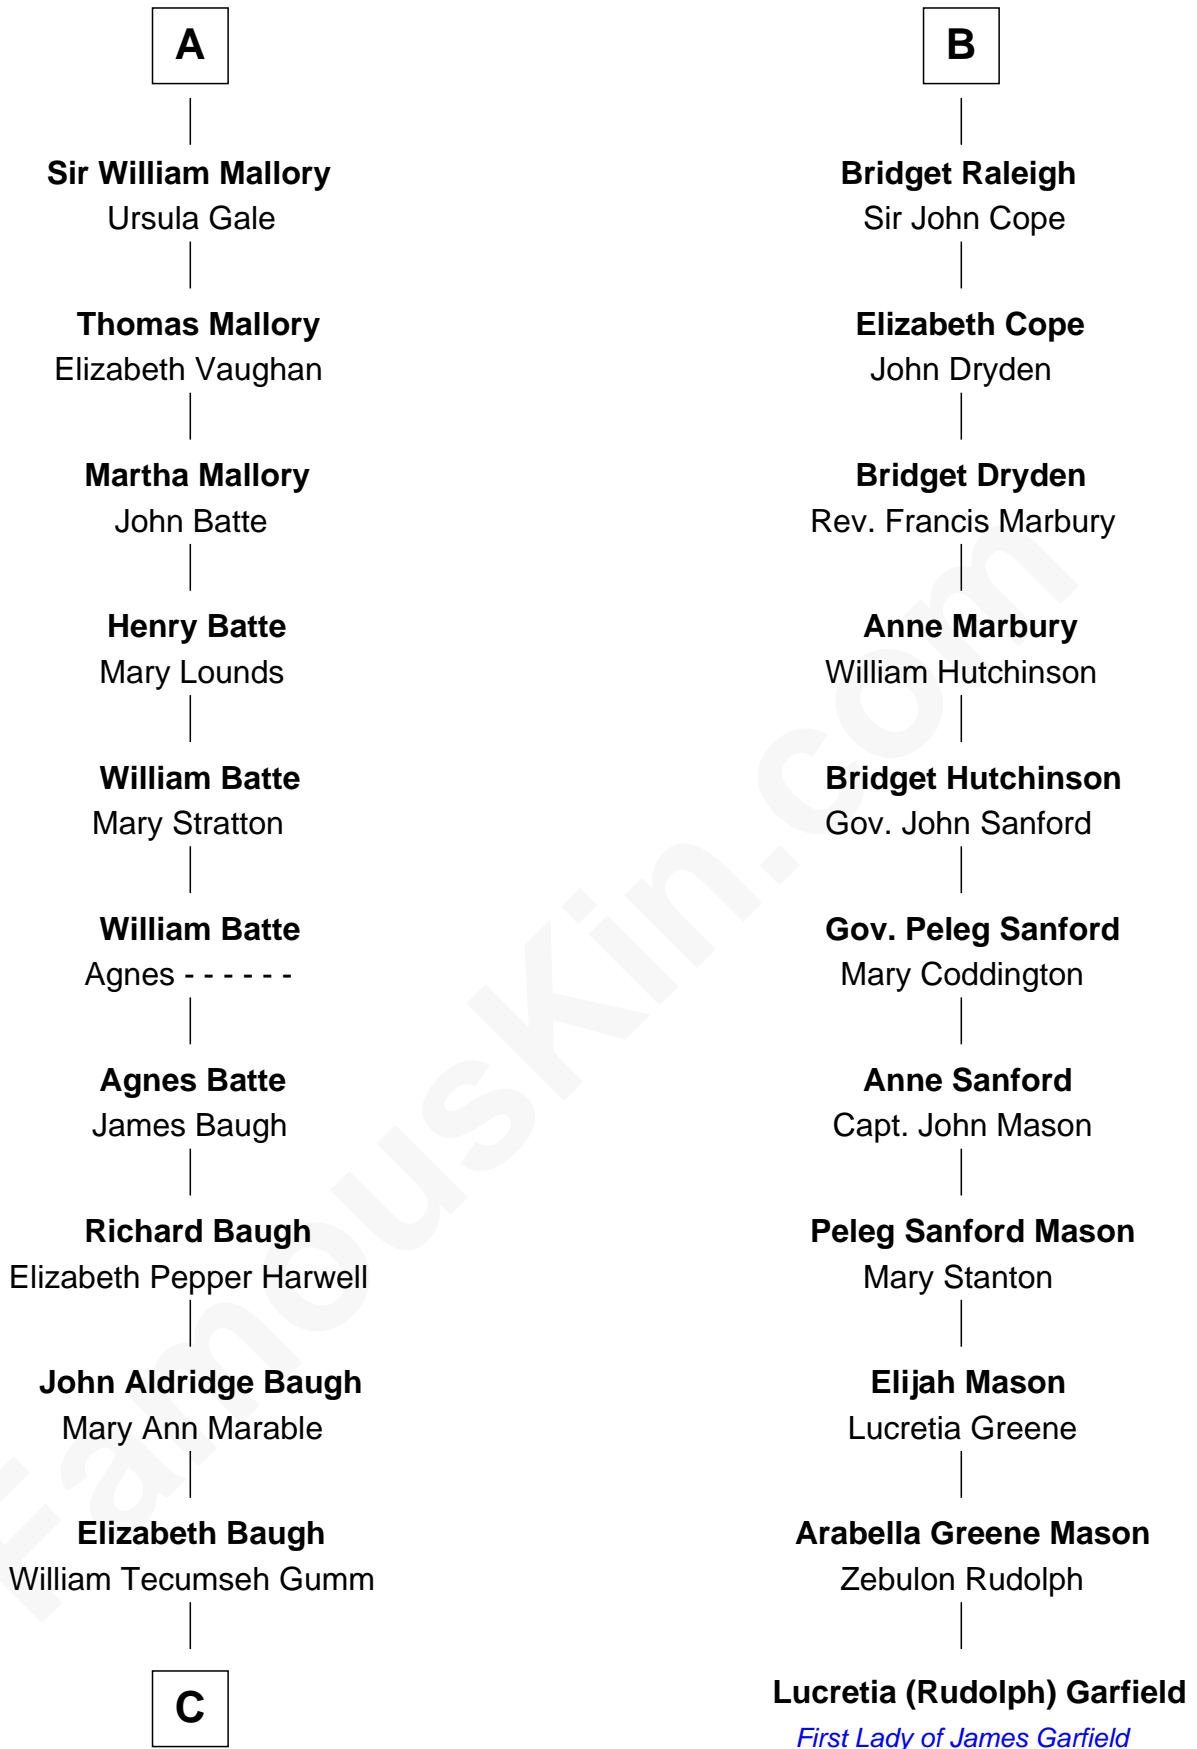 A
Sir William Mallory
Ursula Gale
Thomas Mallory
Elizabeth Vaughan
Martha Mallory
John Batte
Henry Batte
Mary Lounds
William Batte
Mary Stratton
William Batte
Agnes - - - - - -
Agnes Batte
James Baugh
Richard Baugh
Elizabeth Pepper Harwell
John Aldridge Baugh
Mary Ann Marable
Elizabeth Baugh
William Tecumseh Gumm
C
B
Bridget Raleigh
Sir John Cope
Elizabeth Cope
John Dryden
Bridget Dryden
Rev. Francis Marbury
Anne Marbury
William Hutchinson
Bridget Hutchinson
Gov. John Sanford
Gov. Peleg Sanford
Mary Coddington
Anne Sanford
Capt. John Mason
Peleg Sanford Mason
Mary Stanton
Elijah Mason
Lucretia Greene
Arabella Greene Mason
Zebulon Rudolph
Lucretia (Rudolph) Garfield
First Lady of James Garfield
FamousKin.com